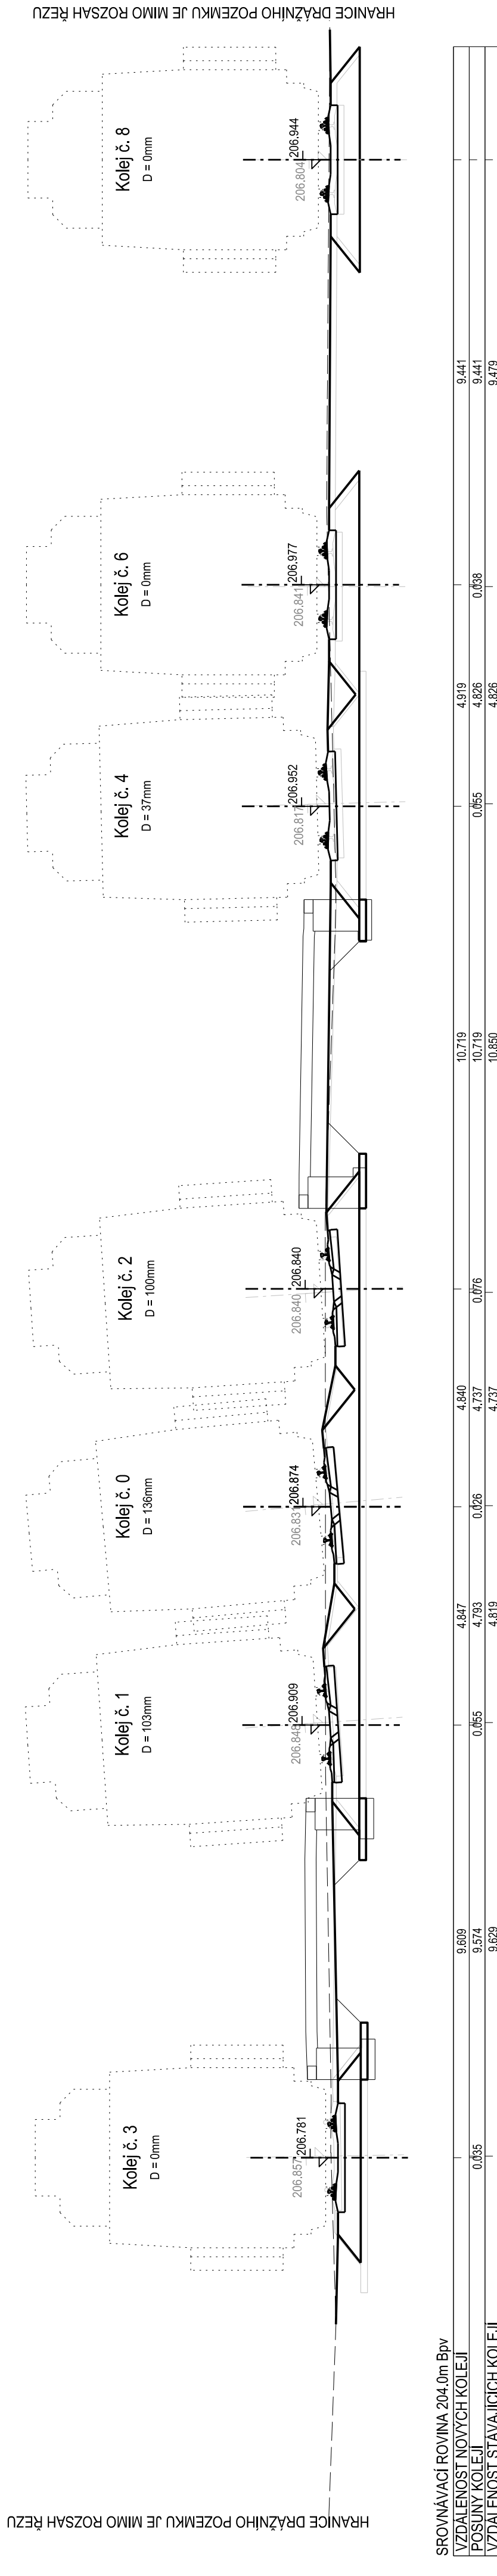 HRANICE DRÁŽNÍHO POZEMKU JE MIMO ROZSAH ŘEZU
Kolej č. 3
D = 0mm
206.857
206.781
Kolej č. 1
D = 103mm
206.848
206.909
Kolej č. 0
D = 136mm
206.831
206.874
Kolej č. 2
D = 100mm
206.840
206.840
Kolej č. 4
D = 37mm
206.817
206.952
Kolej č. 6
D = 0mm
206.841
206.977
Kolej č. 8
D = 0mm
206.804
206.944
HRANICE DRÁŽNÍHO POZEMKU JE MIMO ROZSAH ŘEZU
SROVNÁVACÍ ROVINA 204.0m Bpv
VZDÁLENOST NOVÝCH KOLEJÍ 9.609 4.847 4.840 10.719 4.919 9.441
POSUNY KOLEJÍ 0.035 9.574 0.055 4.793 0.026 4.737 0.076 10.719 0.055 4.826 0.038 9.441
VZDÁLENOST STÁVAJÍCÍCH KOLEJÍ 9.629 4.819 4.737 10.850 4.826 9.479